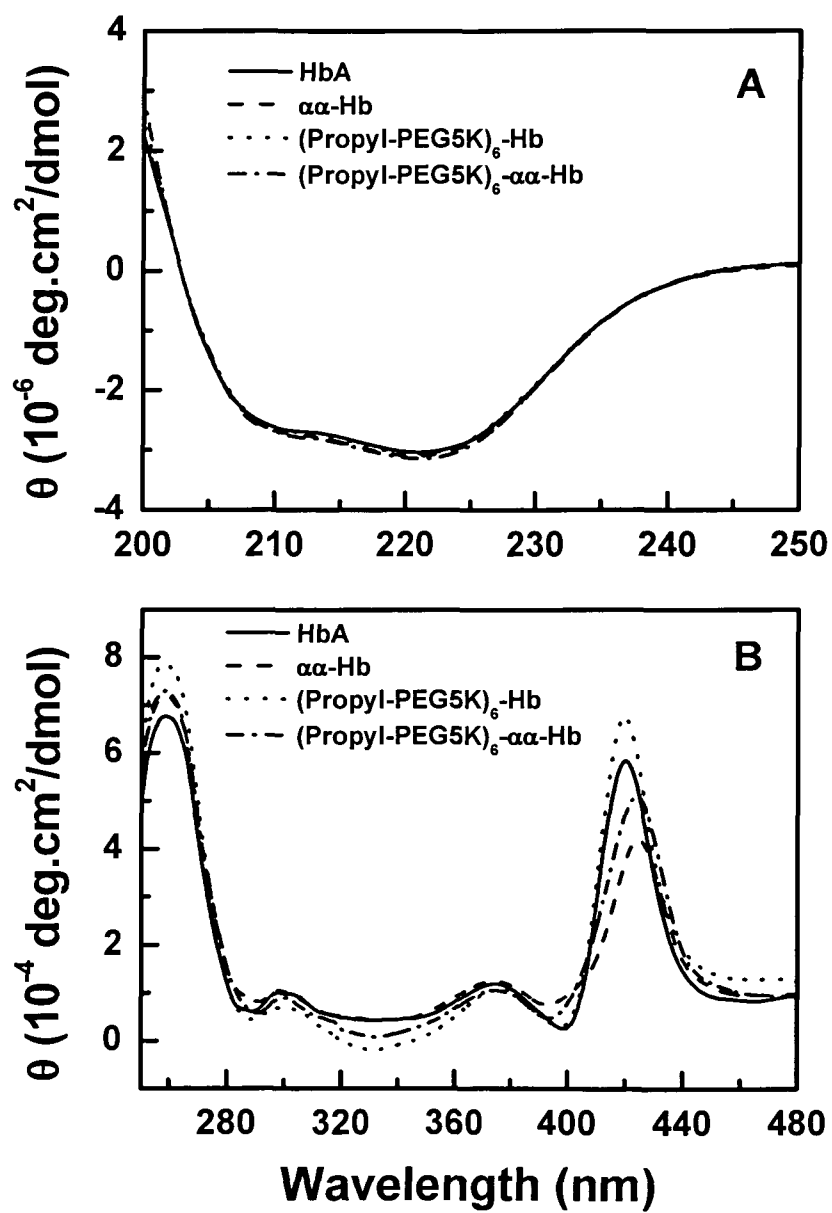 A
HbA
αα-Hb
(Propyl-PEG5K)₆-Hb
(Propyl-PEG5K)₆-αα-Hb
θ (10⁻⁶ deg.cm²/dmol)
4
2
0
-2
-4
200 210 220 230 240 250
B
HbA
αα-Hb
(Propyl-PEG5K)₆-Hb
(Propyl-PEG5K)₆-αα-Hb
θ (10⁻⁴ deg.cm²/dmol)
8
6
4
2
0
280 320 360 400 440 480
Wavelength (nm)